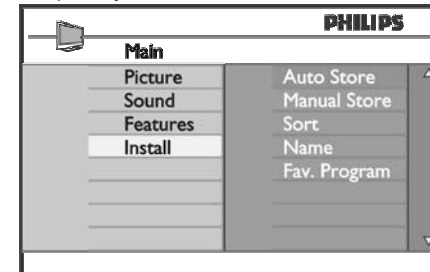 PHILIPS
Main
Picture
Sound
Features
Install
Auto Store
Manual Store
Sort
Name
Fav. Program